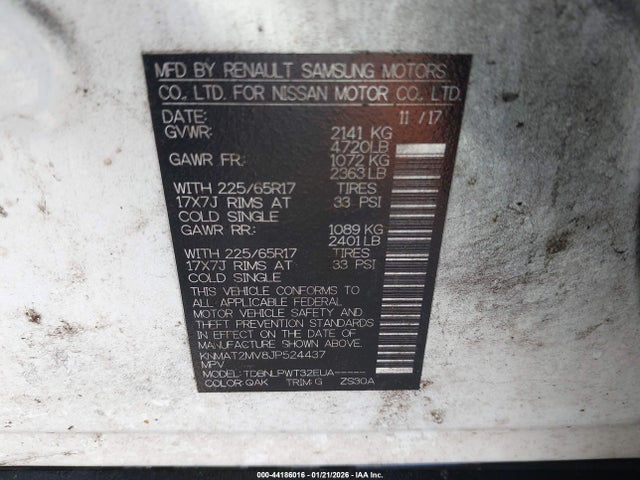 MFD BY RENAULT SAMSUNG MOTORS
CO., LTD. FOR NISSAN MOTOR CO., LTD.
DATE: 11 / 17
GVWR: 2141 KG
4720LB
GAWR FR: 1072 KG
2363 LB
WITH 225/65R17 TIRES
17X7J RIMS AT 33 PSI
COLD SINGLE
GAWR RR: 1089 KG
2401 LB
WITH 225/65R17 TIRES
17X7J RIMS AT 33 PSI
COLD SINGLE
THIS VEHICLE CONFORMS TO
ALL APPLICABLE FEDERAL
MOTOR VEHICLE SAFETY AND
THEFT PREVENTION STANDARDS
IN EFFECT ON THE DATE OF
MANUFACTURE SHOWN ABOVE.
KNMAT2MV8JP524437
MPV
MODEL: TDBNLPWT32EUA-----
COLOR: QAK TRIM: G ZS30A
000-44186016 - 01/21/2026 - IAA Inc.